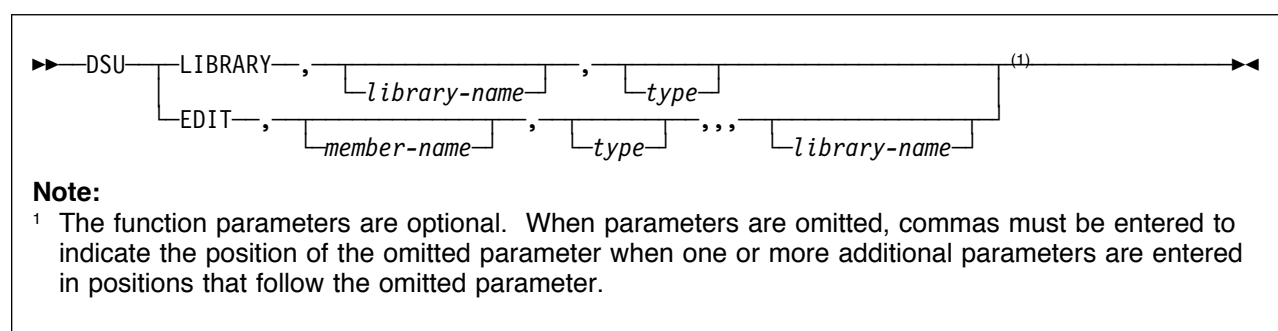 DSU LIBRARY , library-name , type (1)
EDIT , member-name , type ,,, library-name
Note:
1 The function parameters are optional. When parameters are omitted, commas must be entered to
indicate the position of the omitted parameter when one or more additional parameters are entered
in positions that follow the omitted parameter.